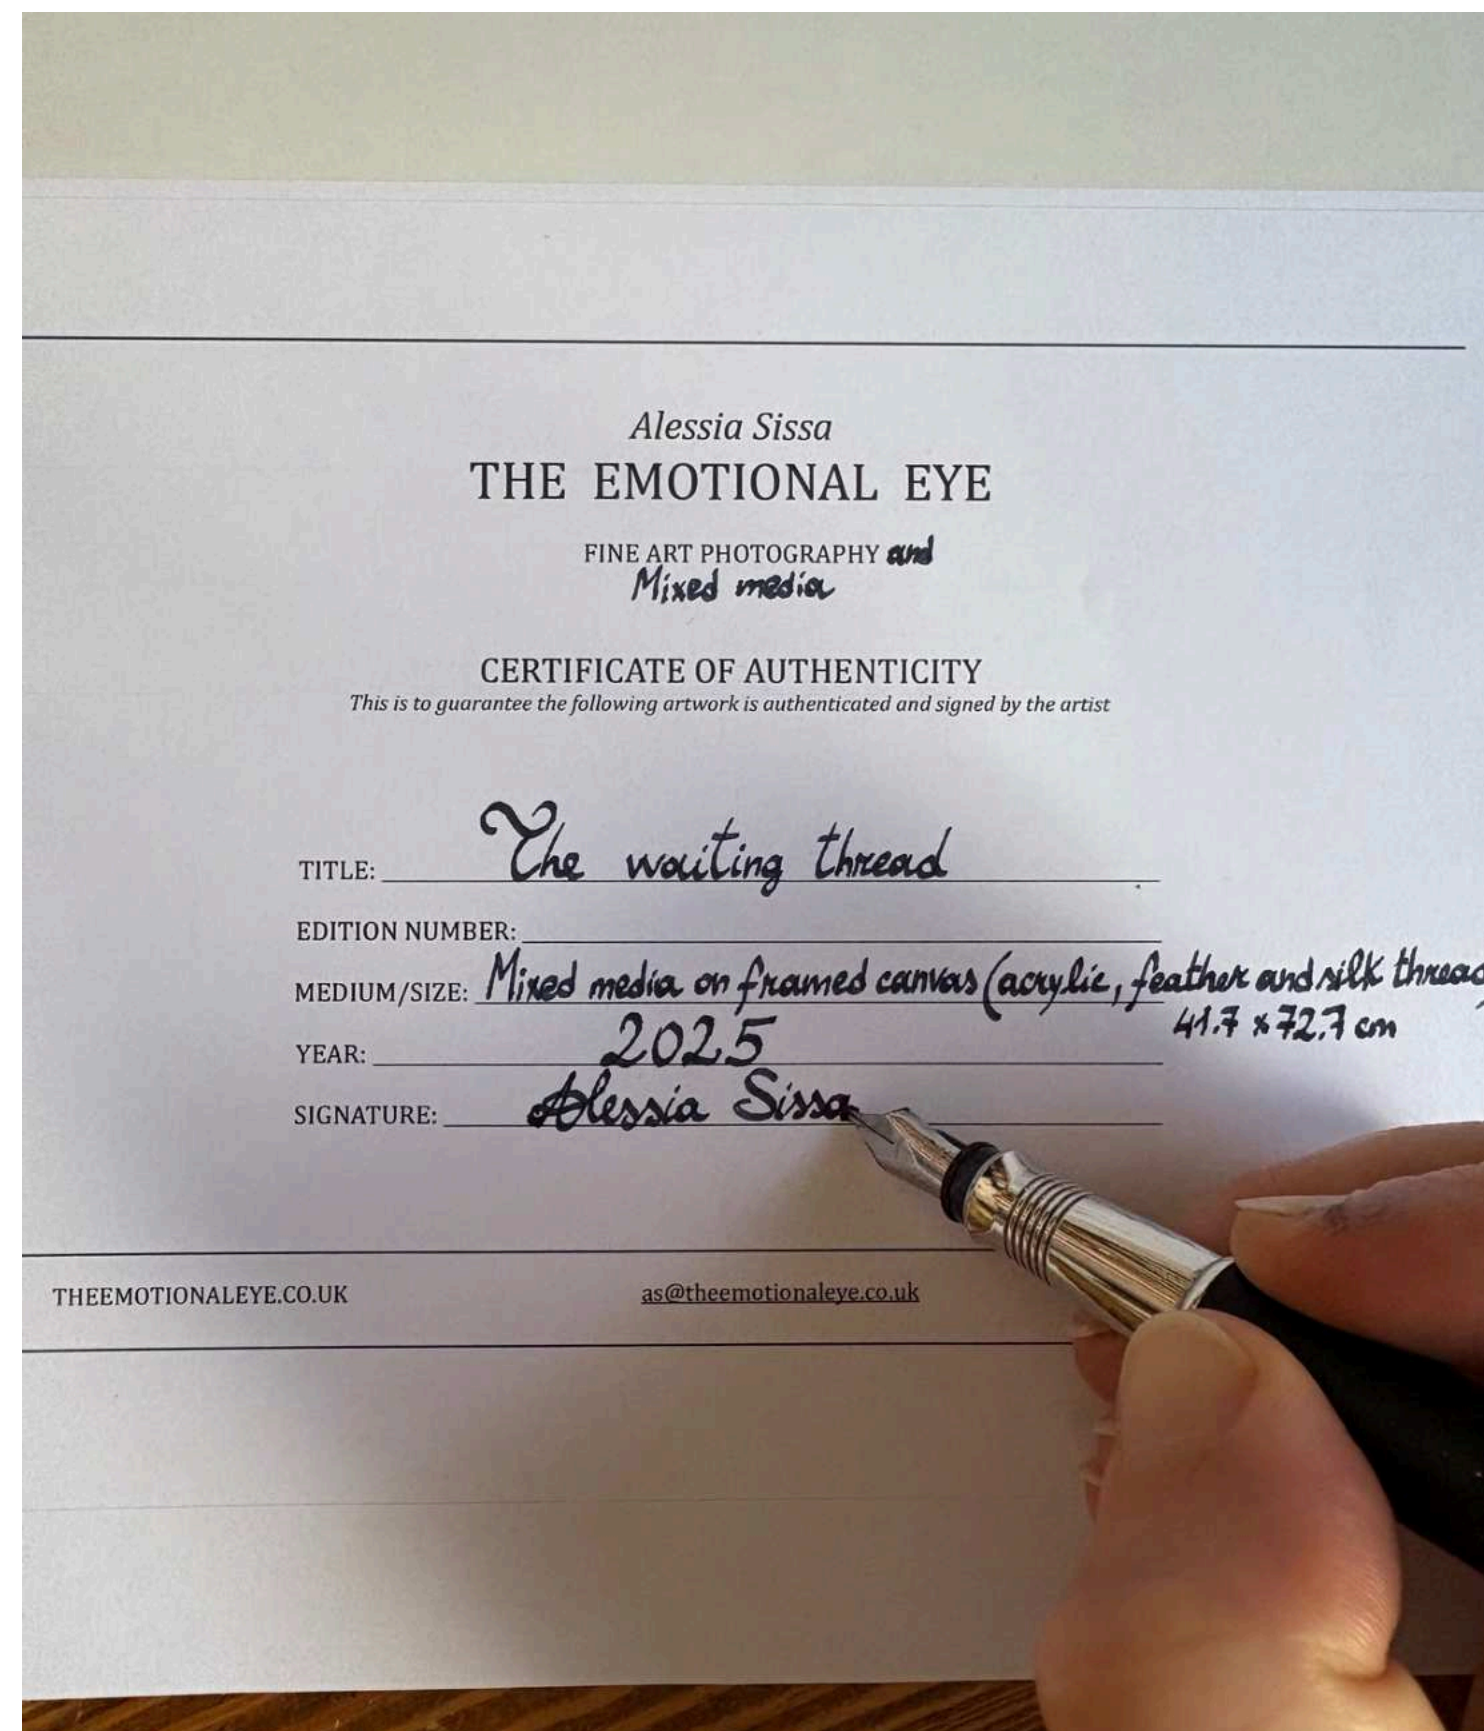 Alessia Sissa
THE EMOTIONAL EYE
FINE ART PHOTOGRAPHY and
Mixed media
CERTIFICATE OF AUTHENTICITY
This is to guarantee the following artwork is authenticated and signed by the artist
TITLE: The waiting thread
EDITION NUMBER:
MEDIUM/SIZE: Mixed media on framed canvas (acrylic, feather and silk thread)
41.7 x 72.7 cm
YEAR: 2025
SIGNATURE: Alessia Sissa
THEEMOTIONALEYE.CO.UK as@theemotionaleye.co.uk